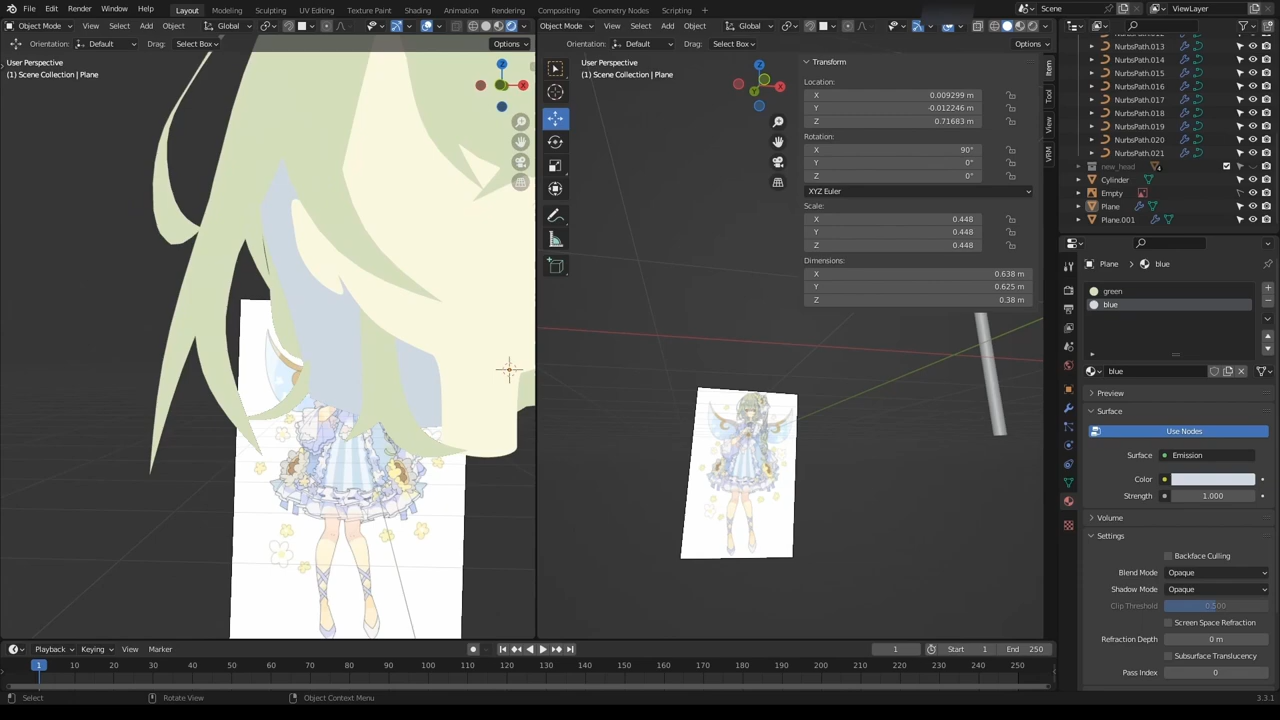 File Edit Render Window Help Layout Modeling Sculpting UV Editing Texture Paint Shading Animation Rendering Compositing Geometry Nodes Scripting + Scene ViewLayer
Object Mode View Select Add Object Global Object Mode View Select Add Object Global
Orientation: Default Drag: Select Box Options Orientation: Default Drag: Select Box Options
User Perspective
(1) Scene Collection | Plane
User Perspective
(1) Scene Collection | Plane
Z
X
Z
X
Y
Transform
Location:
X 0.009299 m
Y -0.012246 m
Z 0.71683 m
Rotation:
X 90°
Y 0°
Z 0°
XYZ Euler
Scale:
X 0.448
Y 0.448
Z 0.448
Dimensions:
X 0.638 m
Y 0.625 m
Z 0.38 m
Item
Tool
View
VRM
NurbsPath.013
NurbsPath.014
NurbsPath.015
NurbsPath.016
NurbsPath.017
NurbsPath.018
NurbsPath.019
NurbsPath.020
NurbsPath.021
new_head
Cylinder
Empty
Plane
Plane.001
Plane > blue
green
blue
blue
Preview
Surface
Use Nodes
Surface Emission
Color
Strength 1.000
Volume
Settings
Backface Culling
Blend Mode Opaque
Shadow Mode Opaque
Clip Threshold 0.500
Screen Space Refraction
Refraction Depth 0 m
Subsurface Translucency
Pass Index 0
Playback Keying View Marker 1 Start 1 End 250
1 10 20 30 40 50 60 70 80 90 100 110 120 130 140 150 160 170 180 190 200 210 220 230 240 250
Select Rotate View Object Context Menu 3.3.1